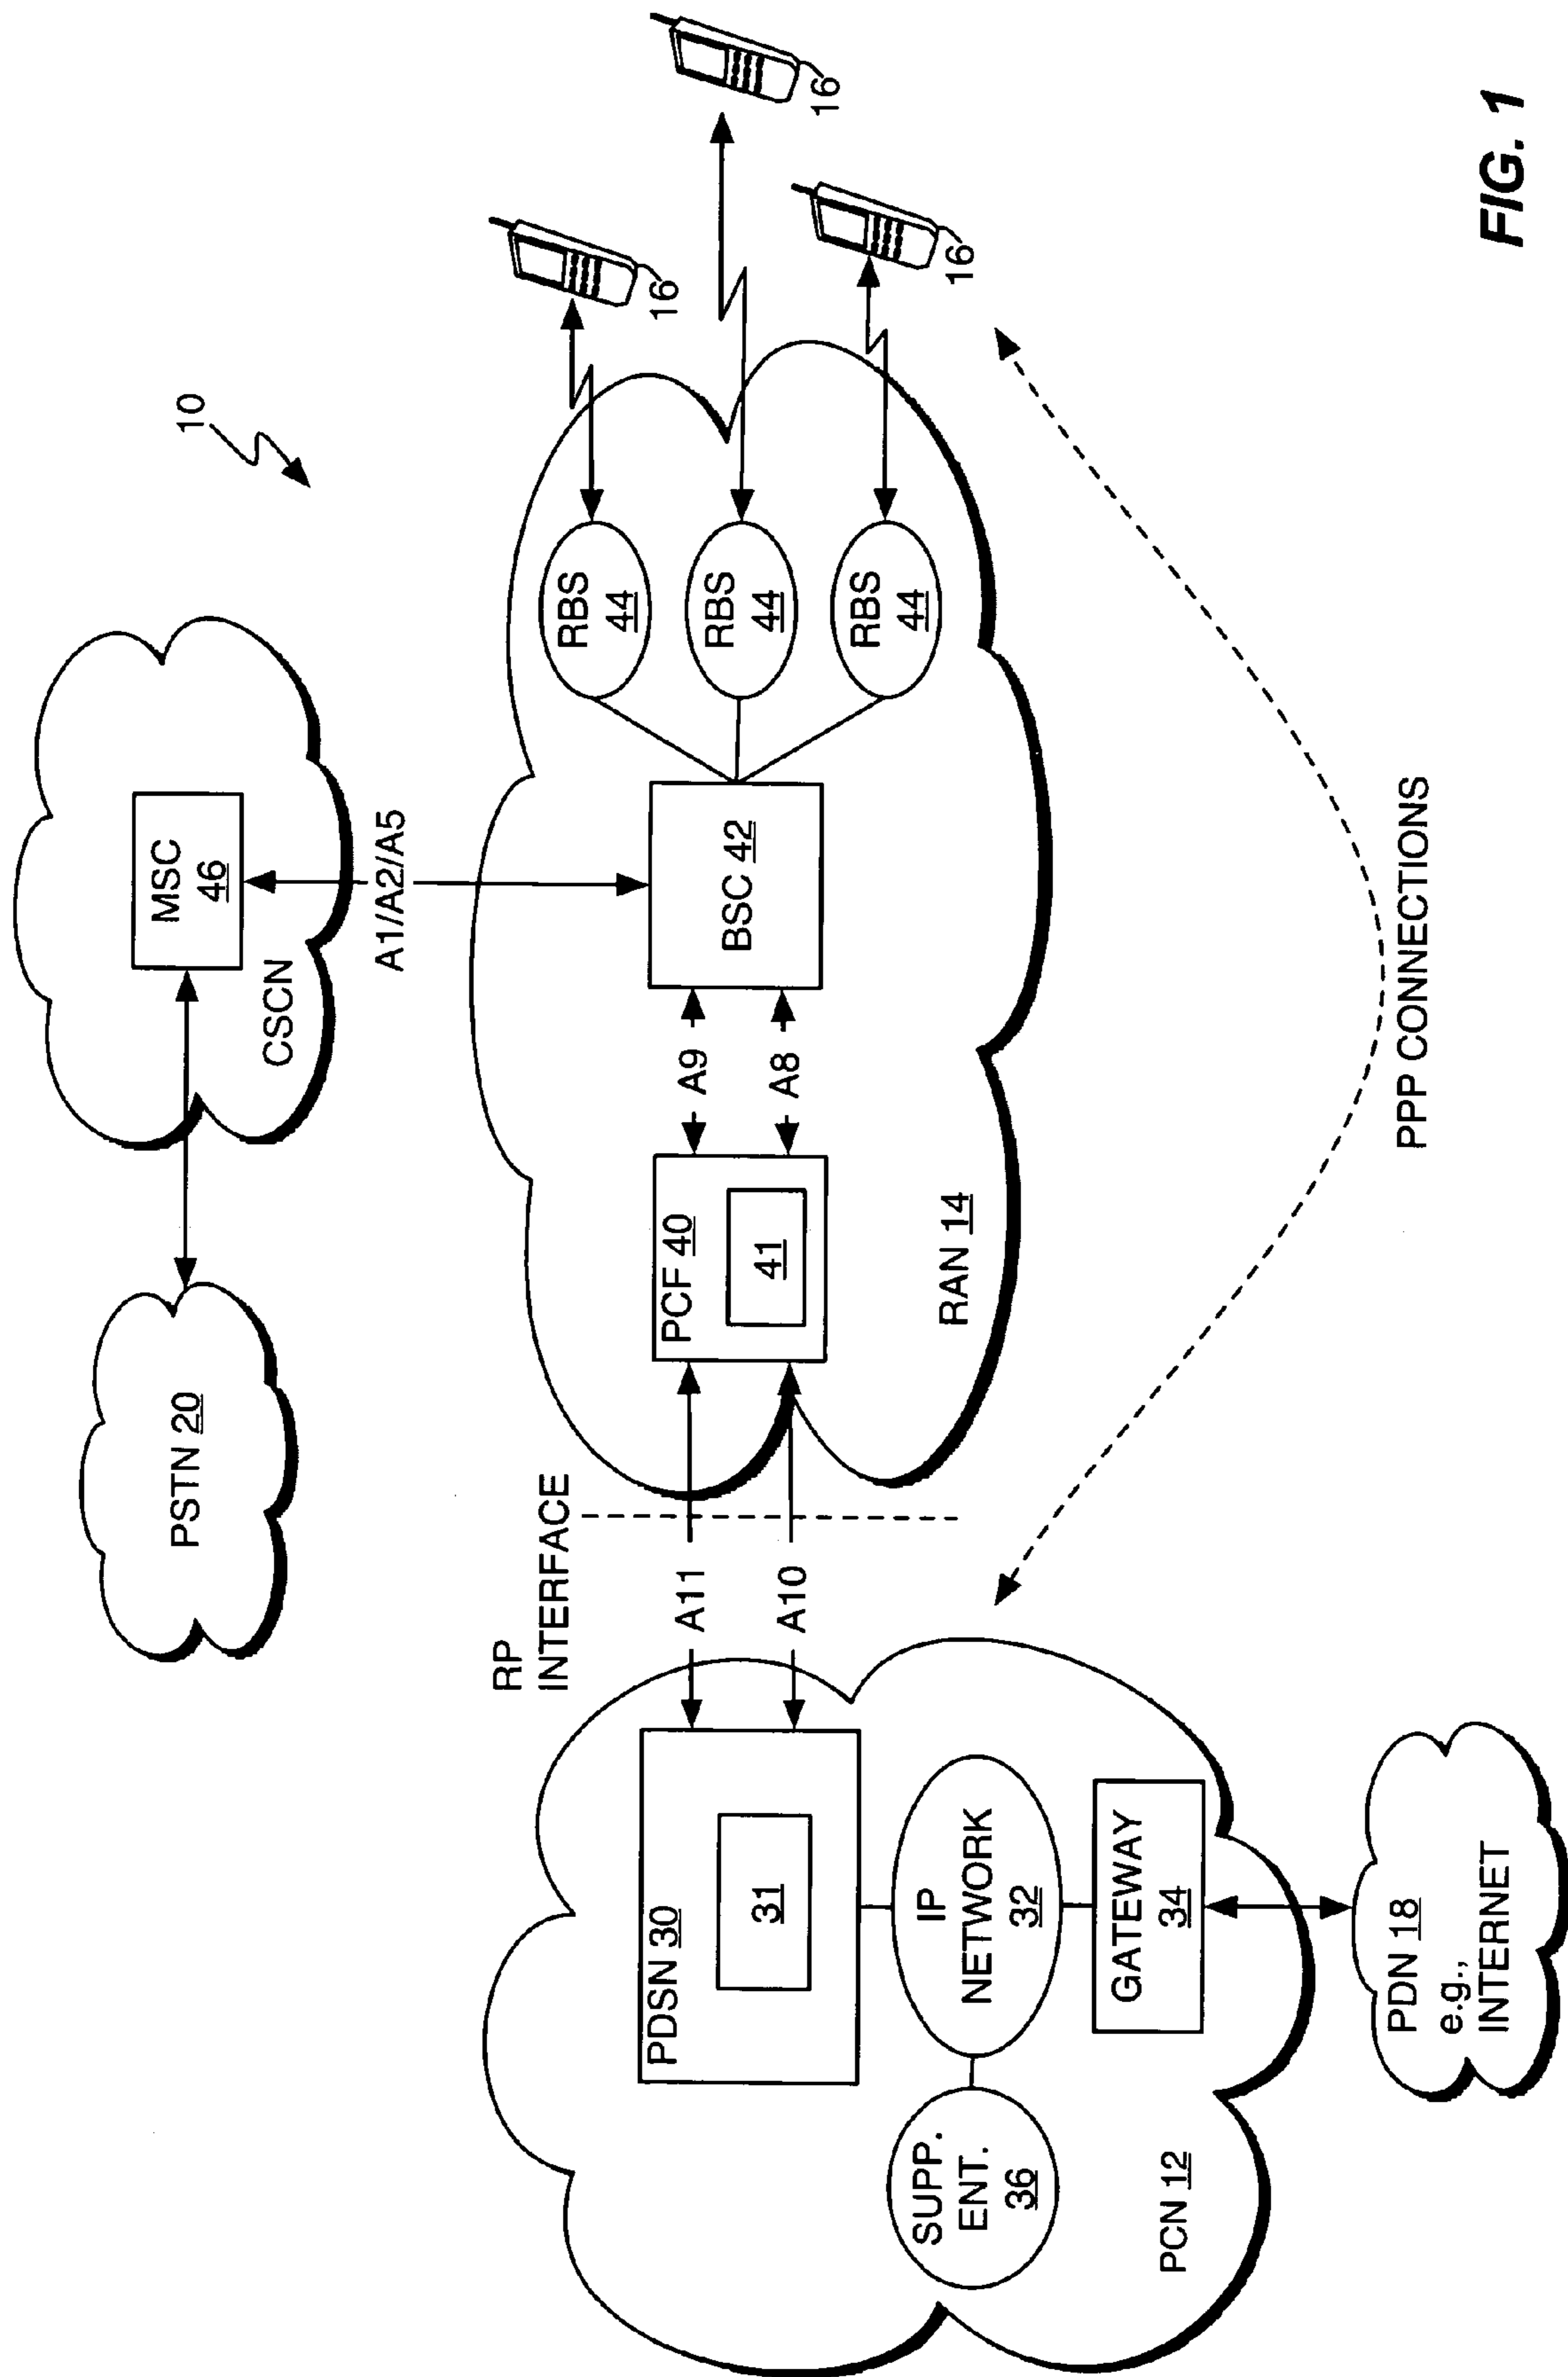 10
PSTN 20
MSC
46
CSCN
A1/A2/A5
RP
INTERFACE
PDSN 30
31
A11
A10
PCF 40
41
A9
A8
BSC 42
RBS
44
RBS
44
RBS
44
16
16
16
IP
NETWORK
32
SUPP.
ENT.
36
GATEWAY
34
PCN 12
RAN 14
PDN 18
e.g.,
INTERNET
PPP CONNECTIONS
FIG. 1